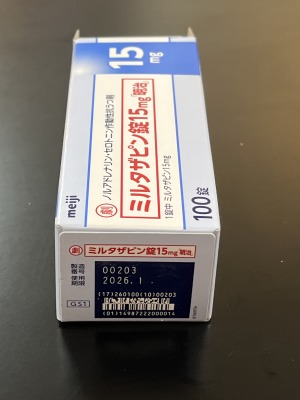 15
mg
ノルアドレナリン・セロトニン作動性抗うつ剤
劇 ミルタザピン錠15mg「明治」
1錠中 ミルタザピン15mg
meiji
100錠
劇 ミルタザピン錠15mg「明治」
製造番号 00203
使用期限 2026.1
GS1
(17)260100(10)00203
(01)14987222000014